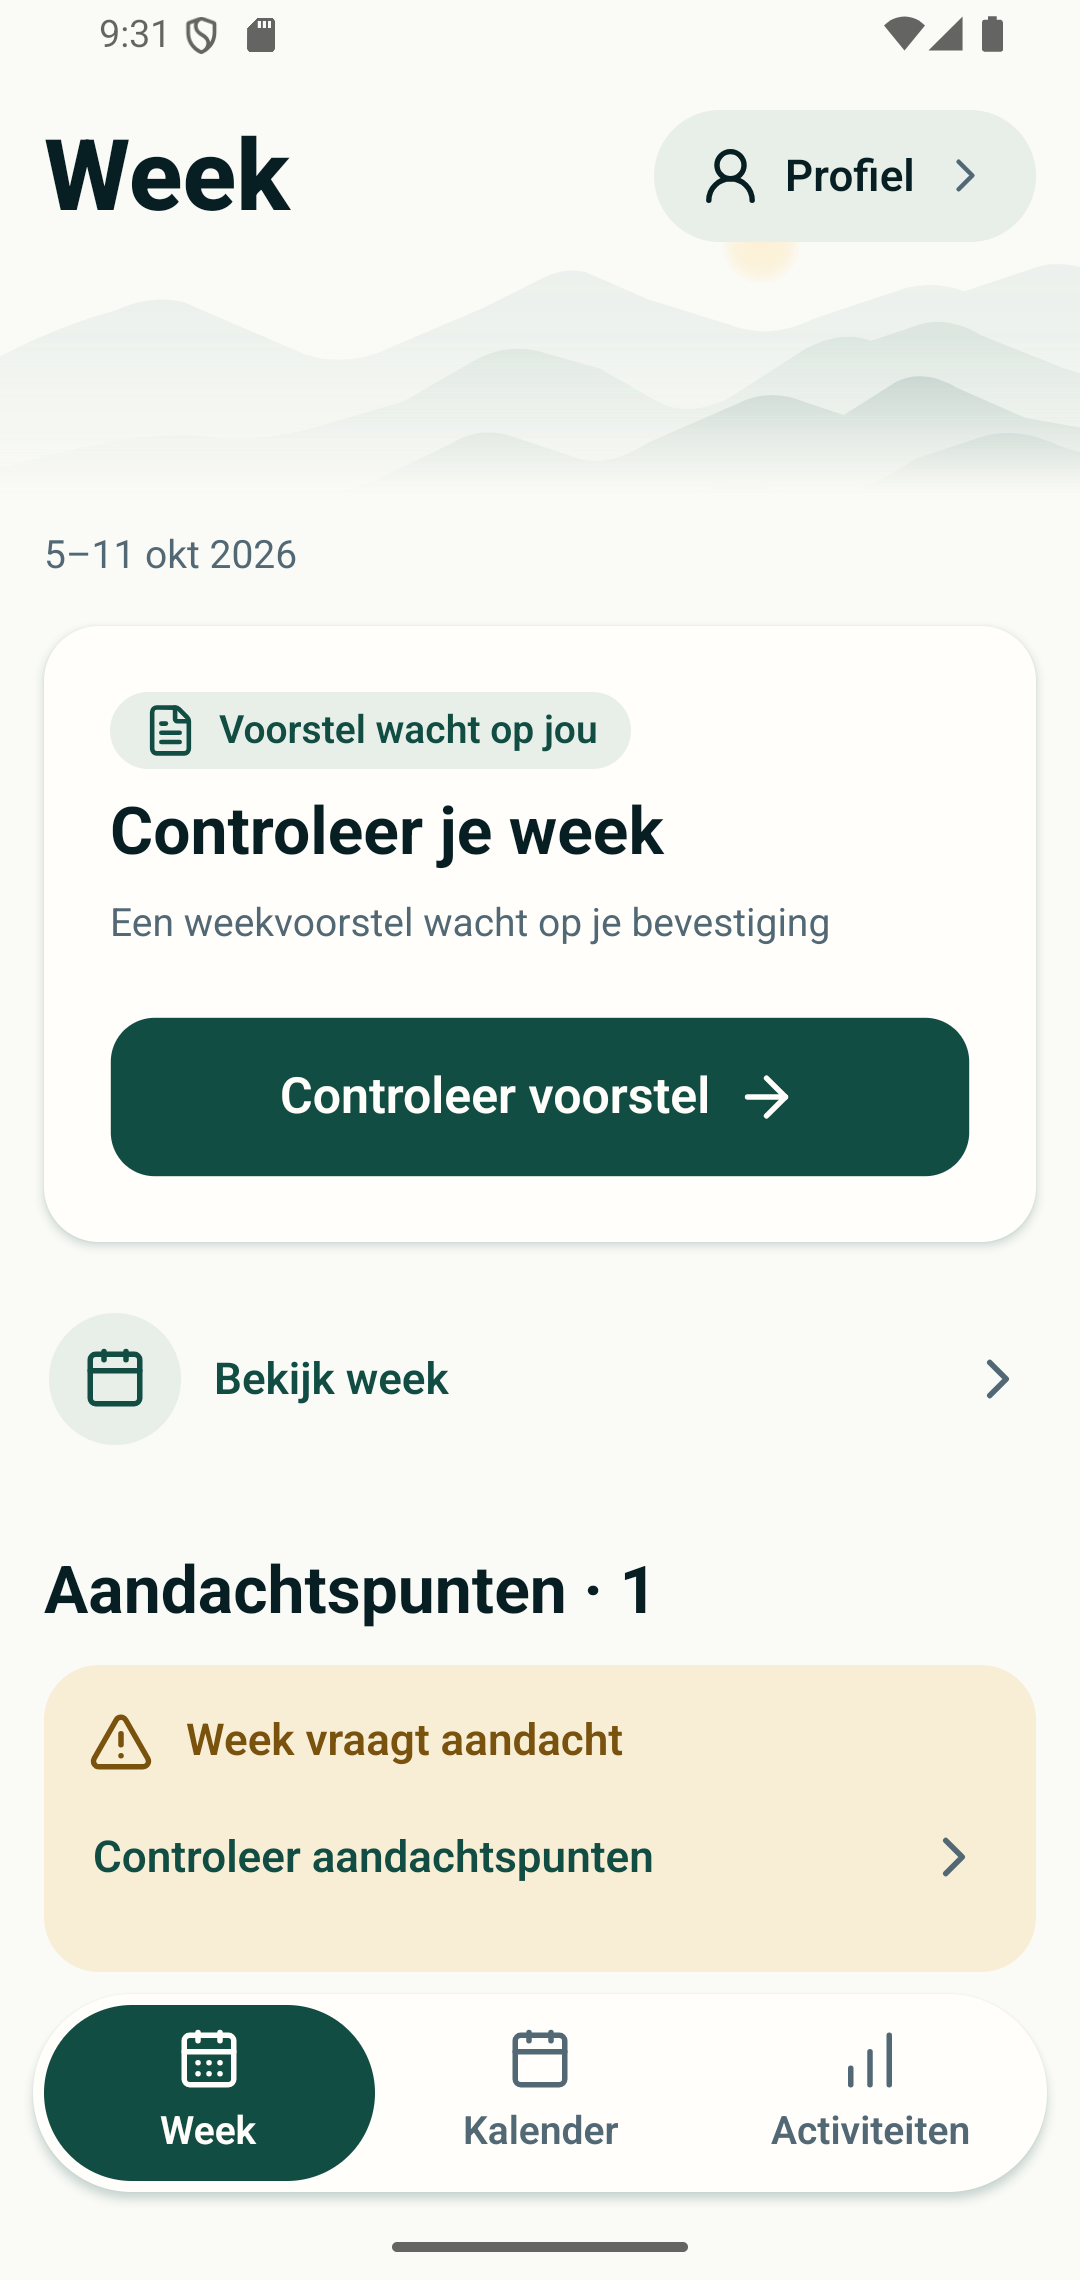 9:31
Week
Profiel
5–11 okt 2026
Voorstel wacht op jou
Controleer je week
Een weekvoorstel wacht op je bevestiging
Controleer voorstel
Bekijk week
Aandachtspunten · 1
Week vraagt aandacht
Controleer aandachtspunten
Week
Kalender
Activiteiten